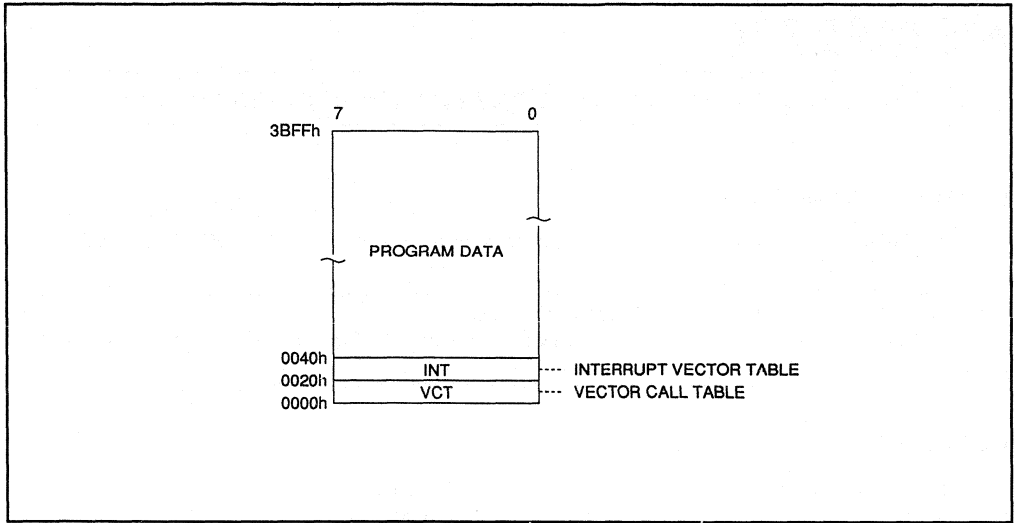 7 0
3BFFh
PROGRAM DATA
0040h
INT ---- INTERRUPT VECTOR TABLE
0020h
VCT ---- VECTOR CALL TABLE
0000h